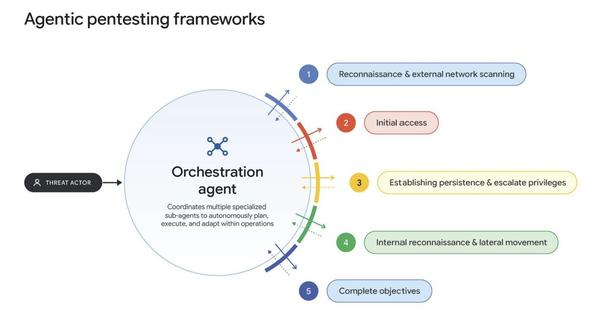 Agentic pentesting frameworks
1
Reconnaissance & external network scanning
2
Initial access
THREAT ACTOR
Orchestration
agent
Coordinates multiple specialized
sub-agents to autonomously plan,
execute, and adapt within operations
3
Establishing persistence & escalate privileges
4
Internal reconnaissance & lateral movement
5
Complete objectives